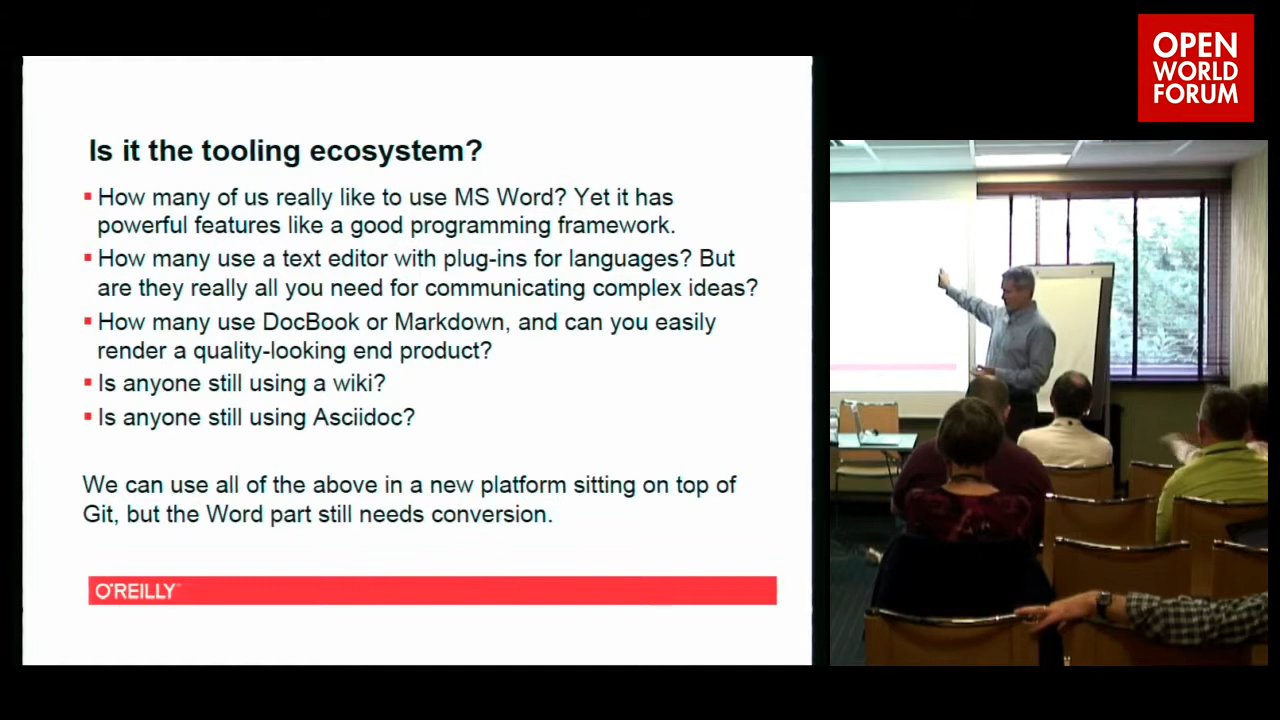 OPEN
WORLD
FORUM
Is it the tooling ecosystem?
How many of us really like to use MS Word? Yet it has
powerful features like a good programming framework.
How many use a text editor with plug-ins for languages? But
are they really all you need for communicating complex ideas?
How many use DocBook or Markdown, and can you easily
render a quality-looking end product?
Is anyone still using a wiki?
Is anyone still using Asciidoc?
We can use all of the above in a new platform sitting on top of
Git, but the Word part still needs conversion.
O'REILLY™